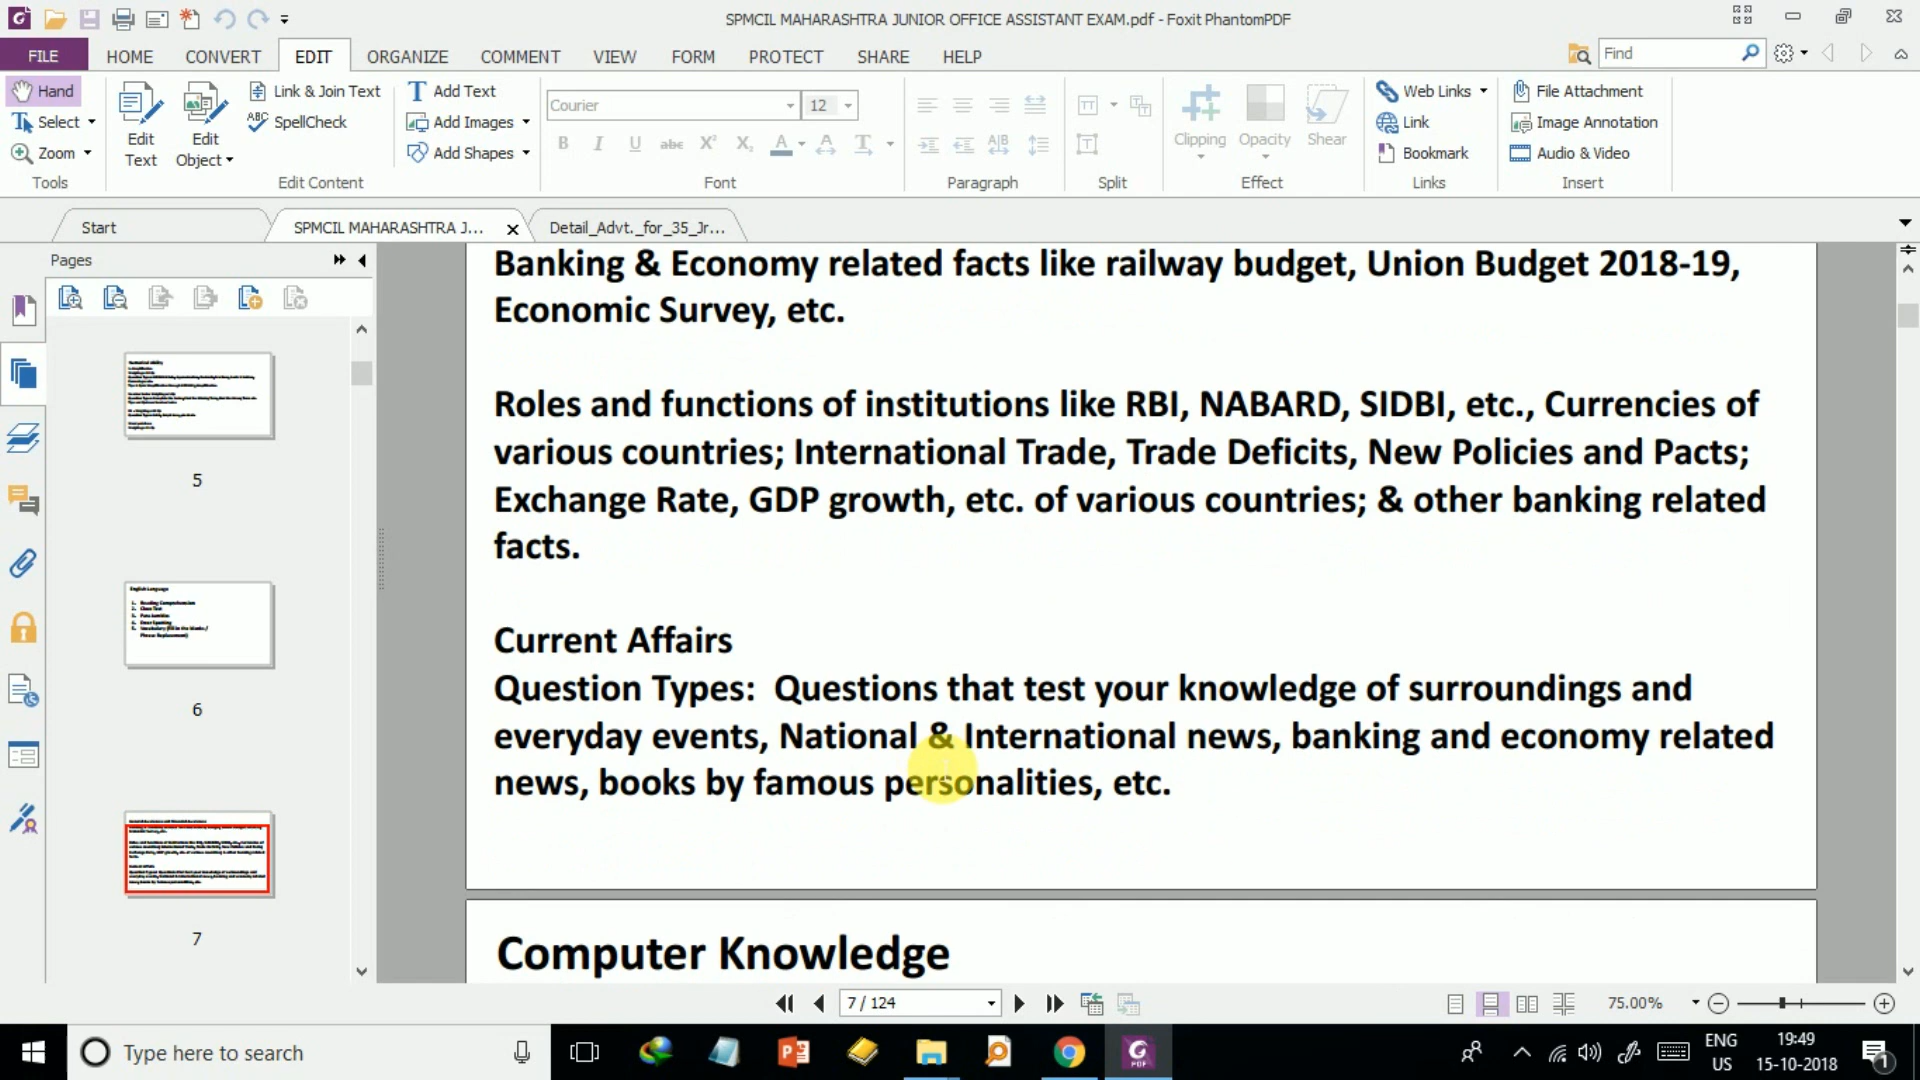 SPMCIL MAHARASHTRA JUNIOR OFFICE ASSISTANT EXAM.pdf - Foxit PhantomPDF
FILE HOME CONVERT EDIT ORGANIZE COMMENT VIEW FORM PROTECT SHARE HELP Find
Hand
Select
Zoom
Tools
Edit Text
Edit Object
Link & Join Text
ABC SpellCheck
Edit Content
Add Text
Add Images
Add Shapes
Courier 12
Font
Paragraph
Split
Clipping Opacity Shear
Effect
Web Links
Link
Bookmark
Links
File Attachment
Image Annotation
Audio & Video
Insert
Start SPMCIL MAHARASHTRA J... Detail_Advt._for_35_Jr...
Pages
5
English Language
6
7
Banking & Economy related facts like railway budget, Union Budget 2018-19,
Economic Survey, etc.
Roles and functions of institutions like RBI, NABARD, SIDBI, etc., Currencies of
various countries; International Trade, Trade Deficits, New Policies and Pacts;
Exchange Rate, GDP growth, etc. of various countries; & other banking related
facts.
Current Affairs
Question Types:  Questions that test your knowledge of surroundings and
everyday events, National & International news, banking and economy related
news, books by famous personalities, etc.
Computer Knowledge
7 / 124 75.00%
Type here to search
ENG
US
19:49
15-10-2018
1